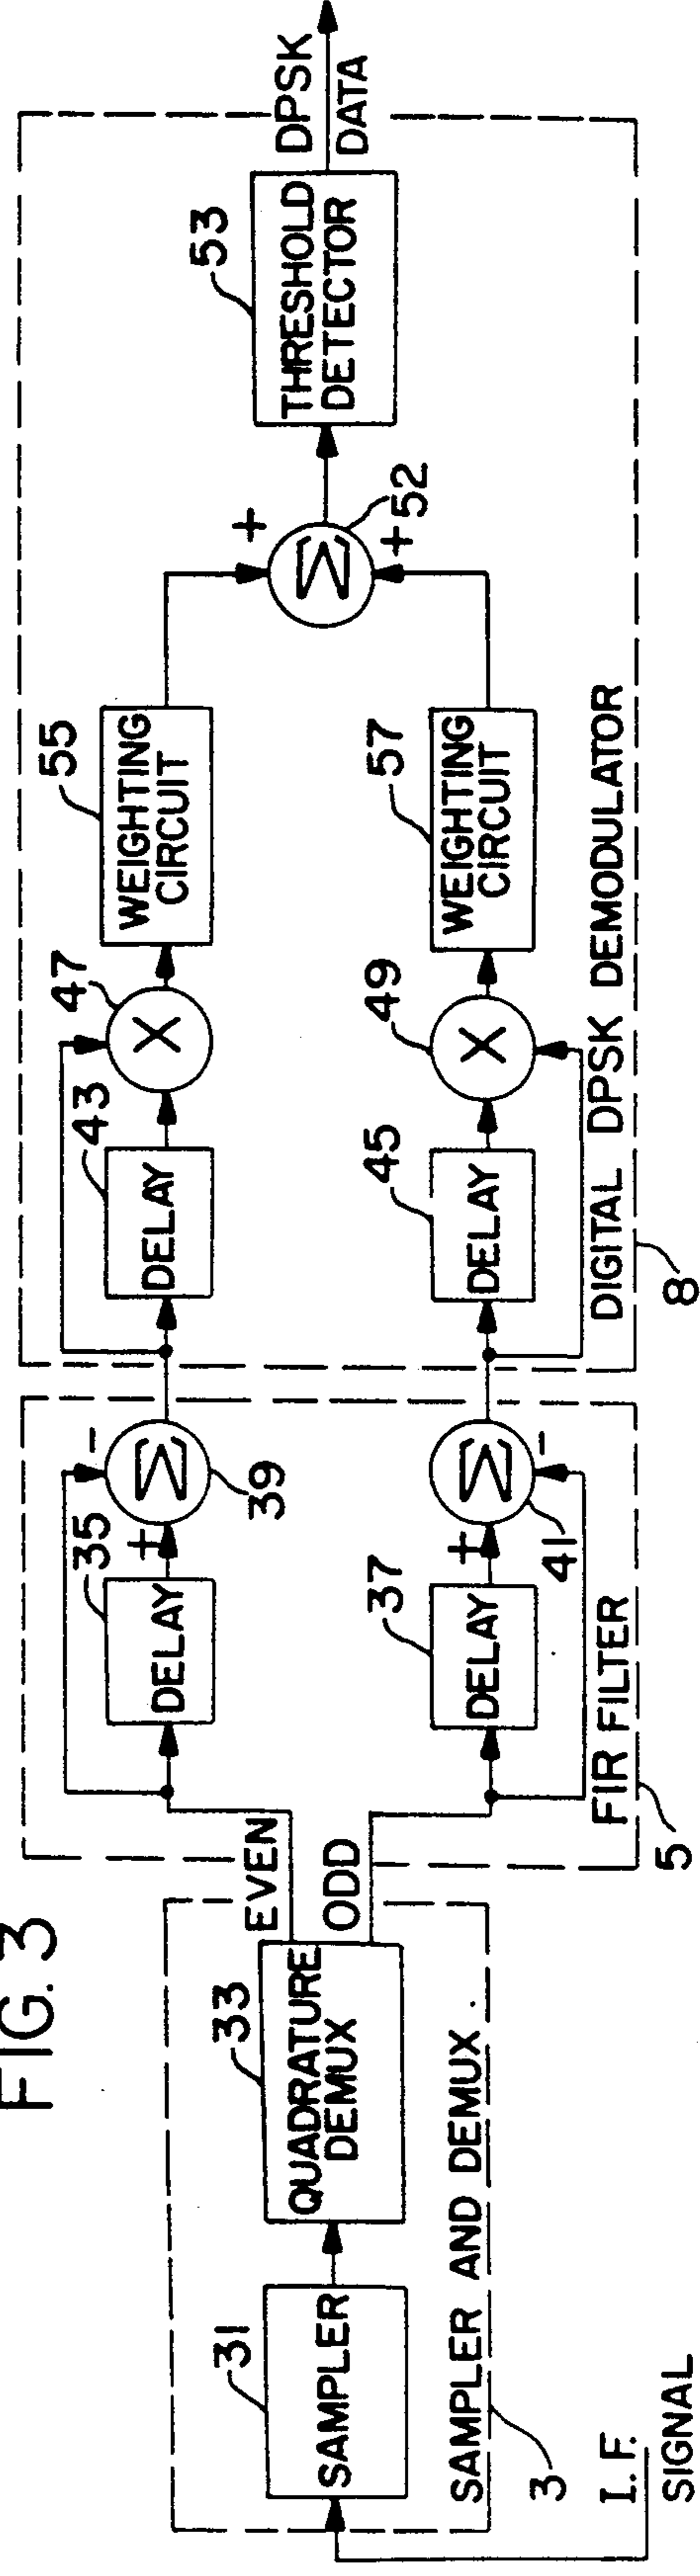 FIG. 3
I.F.
SIGNAL
31
SAMPLER
33
QUADRATURE
DEMUX
SAMPLER AND DEMUX
3
EVEN
ODD
35
DELAY
+
-
Σ
39
37
DELAY
+
-
Σ
41
FIR FILTER
5
43
DELAY
47
X
55
WEIGHTING
CIRCUIT
45
DELAY
49
X
57
WEIGHTING
CIRCUIT
+
Σ
+
52
53
THRESHOLD
DETECTOR
DPSK
DATA
DIGITAL DPSK DEMODULATOR
8